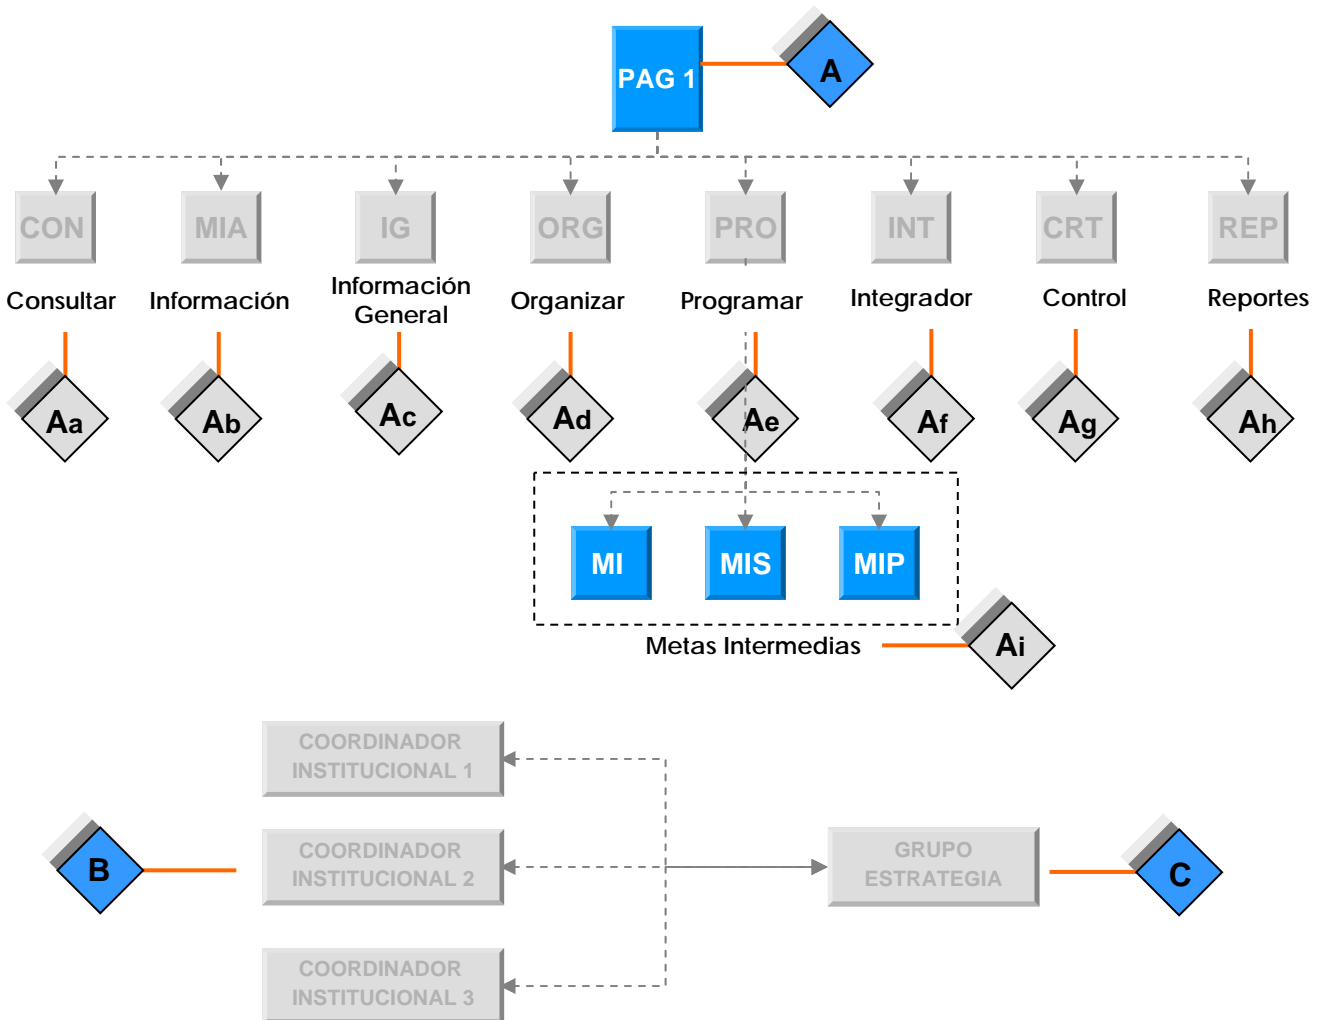 PAG 1
A
CON
MIA
IG
ORG
PRO
INT
CRT
REP
Consultar
Información
Información
General
Organizar
Programar
Integrador
Control
Reportes
Aa
Ab
Ac
Ad
Ae
Af
Ag
Ah
MI
MIS
MIP
Metas Intermedias
Ai
COORDINADOR
INSTITUCIONAL 1
B
COORDINADOR
INSTITUCIONAL 2
GRUPO
ESTRATEGIA
C
COORDINADOR
INSTITUCIONAL 3